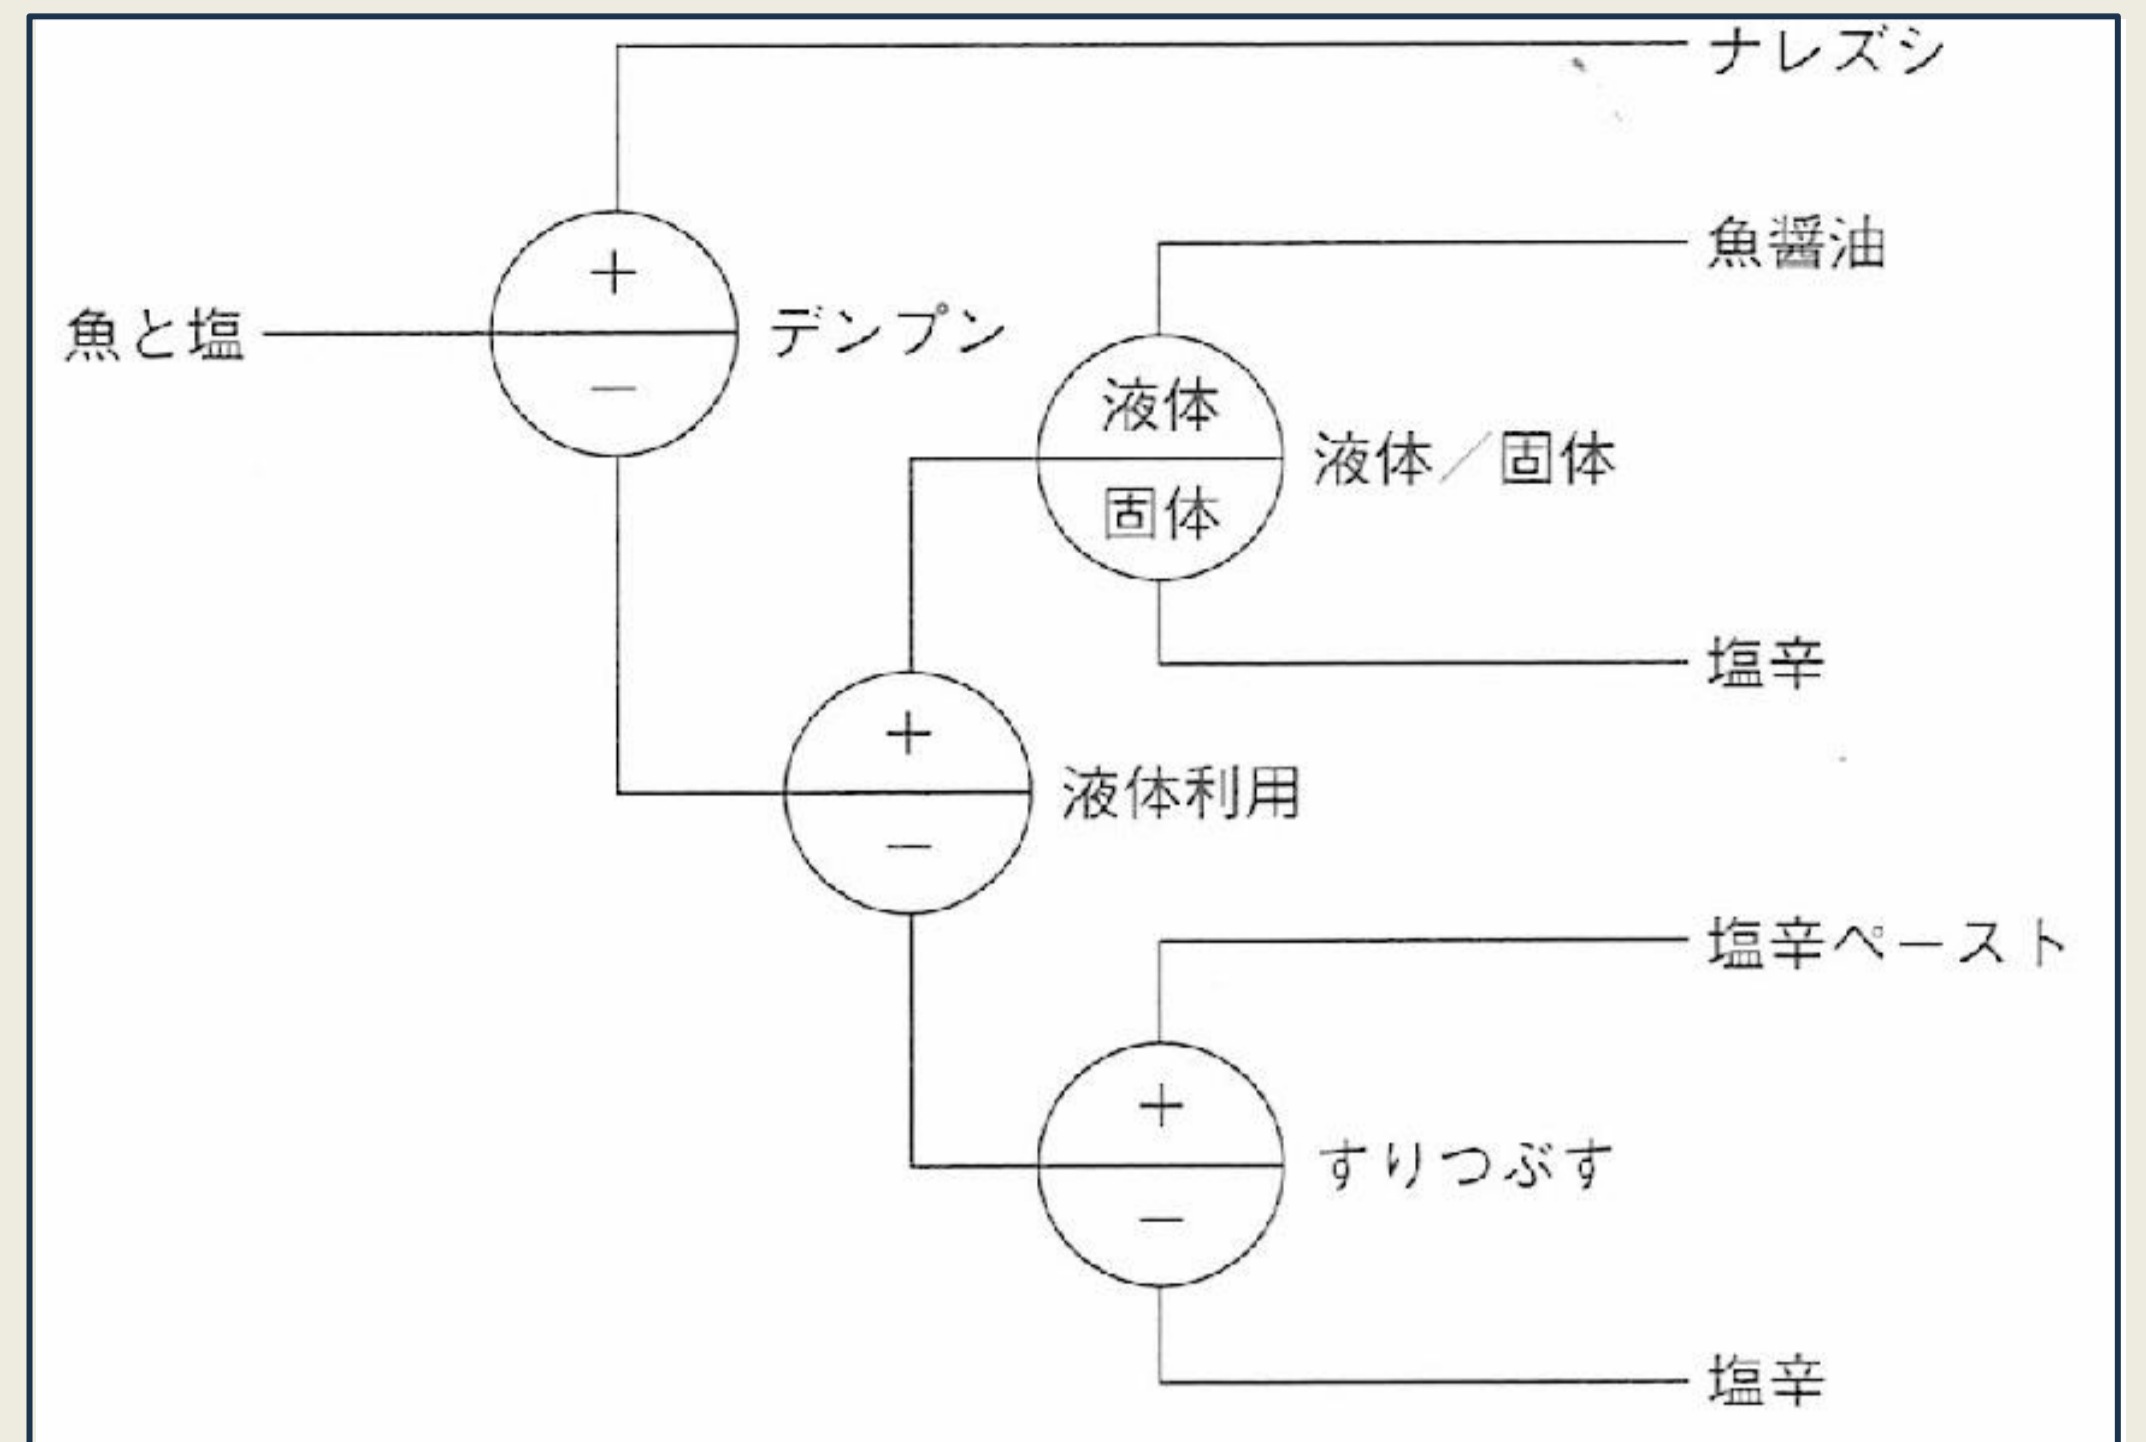 ナレズシ
魚醤油
+
魚と塩
デンプン
−
液体
液体／固体
固体
塩辛
+
液体利用
−
塩辛ペースト
+
すりつぶす
−
塩辛